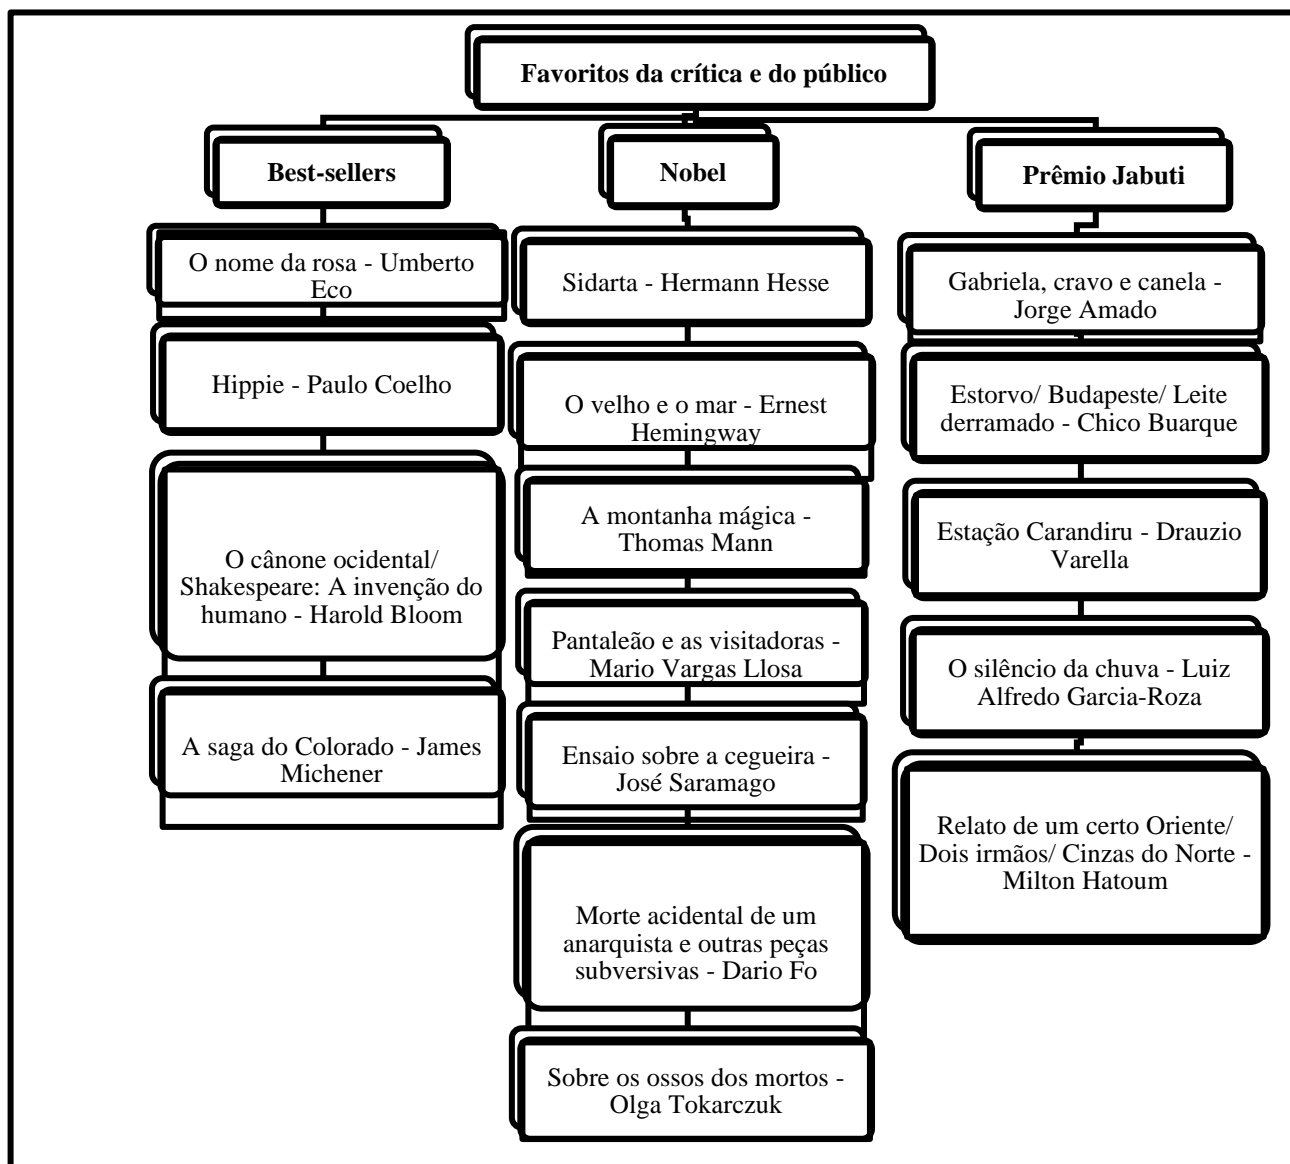 Favoritos da crítica e do público
Best-sellers
O nome da rosa - Umberto
Eco
Hippie - Paulo Coelho
O cânone ocidental/
Shakespeare: A invenção do
humano - Harold Bloom
A saga do Colorado - James
Michener
Nobel
Sidarta - Hermann Hesse
O velho e o mar - Ernest
Hemingway
A montanha mágica -
Thomas Mann
Pantaleão e as visitadoras -
Mario Vargas Llosa
Ensaio sobre a cegueira -
José Saramago
Morte acidental de um
anarquista e outras peças
subversivas - Dario Fo
Sobre os ossos dos mortos -
Olga Tokarczuk
Prêmio Jabuti
Gabriela, cravo e canela -
Jorge Amado
Estorvo/ Budapeste/ Leite
derramado - Chico Buarque
Estação Carandiru - Drauzio
Varella
O silêncio da chuva - Luiz
Alfredo Garcia-Roza
Relato de um certo Oriente/
Dois irmãos/ Cinzas do Norte -
Milton Hatoum